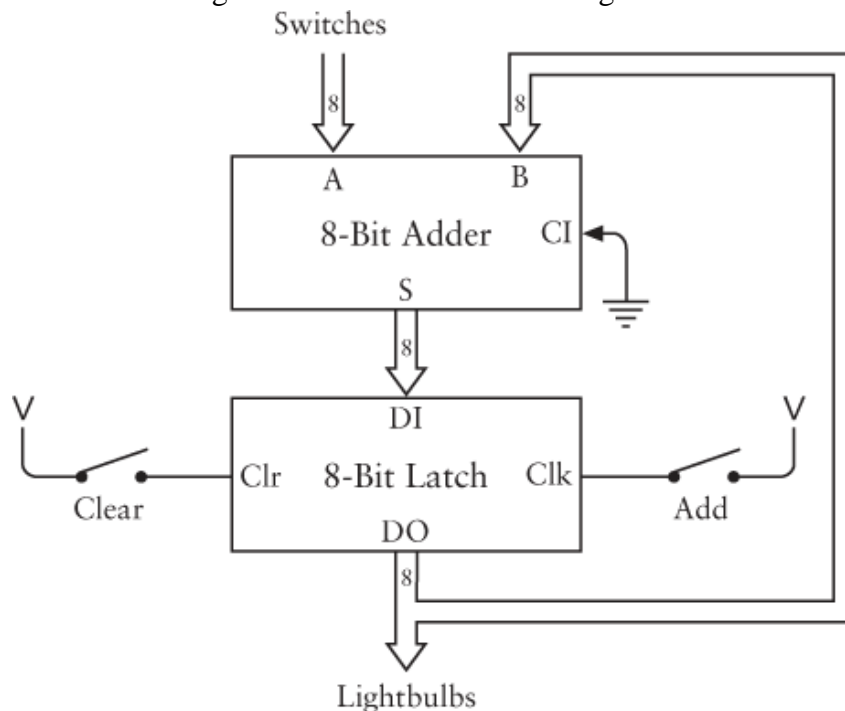 Switches
8
8
A
B
8-Bit Adder
CI
S
8
V
V
DI
Clr
8-Bit Latch
Clk
Clear
Add
DO
8
Lightbulbs